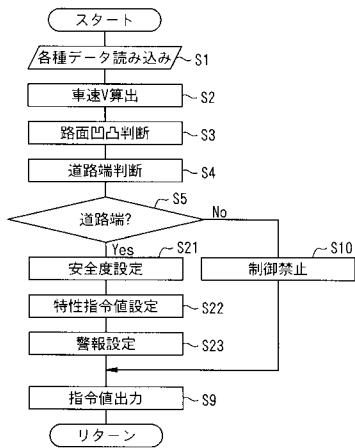 スタート
各種データ読み込み S1
車速V算出 S2
路面凹凸判断 S3
道路端判断 S4
S5
道路端? No
Yes S21 S10
安全度設定 制御禁止
特性指令値設定 S22
警報設定 S23
指令値出力 S9
リターン